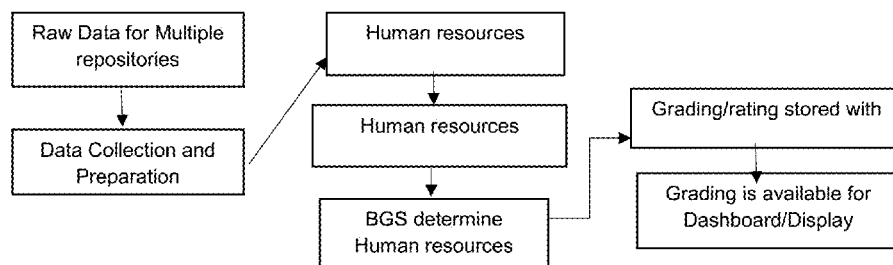 Raw Data for Multiple
repositories
Data Collection and
Preparation
Human resources
Human resources
BGS determine
Human resources
Grading/rating stored with
Grading is available for
Dashboard/Display